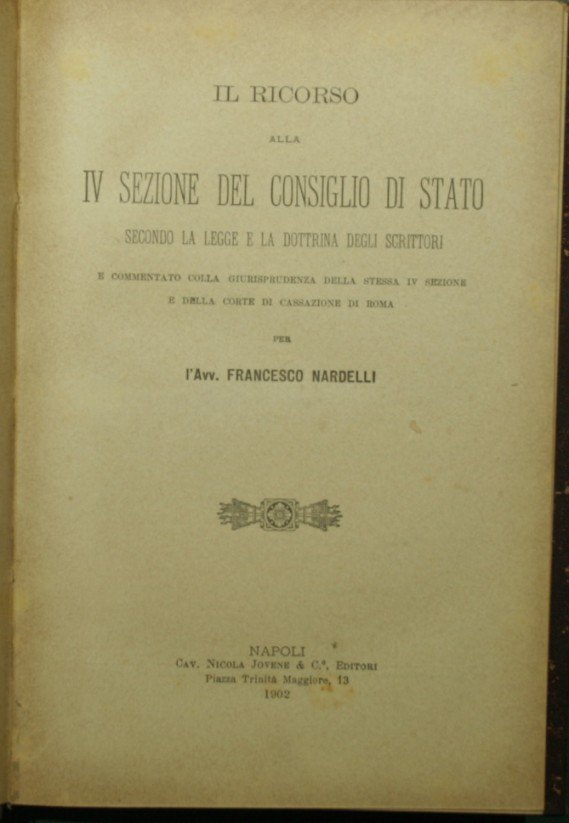 IL RICORSO
ALLA
IV SEZIONE DEL CONSIGLIO DI STATO
SECONDO LA LEGGE E LA DOTTRINA DEGLI SCRITTORI
E COMMENTATO COLLA GIURISPRUDENZA DELLA STESSA IV SEZIONE
E DELLA CORTE DI CASSAZIONE DI ROMA
PER
l'Avv. FRANCESCO NARDELLI
NAPOLI
CAV. NICOLA JOVENE & C.º, EDITORI
Piazza Trinità Maggiore, 13
1902